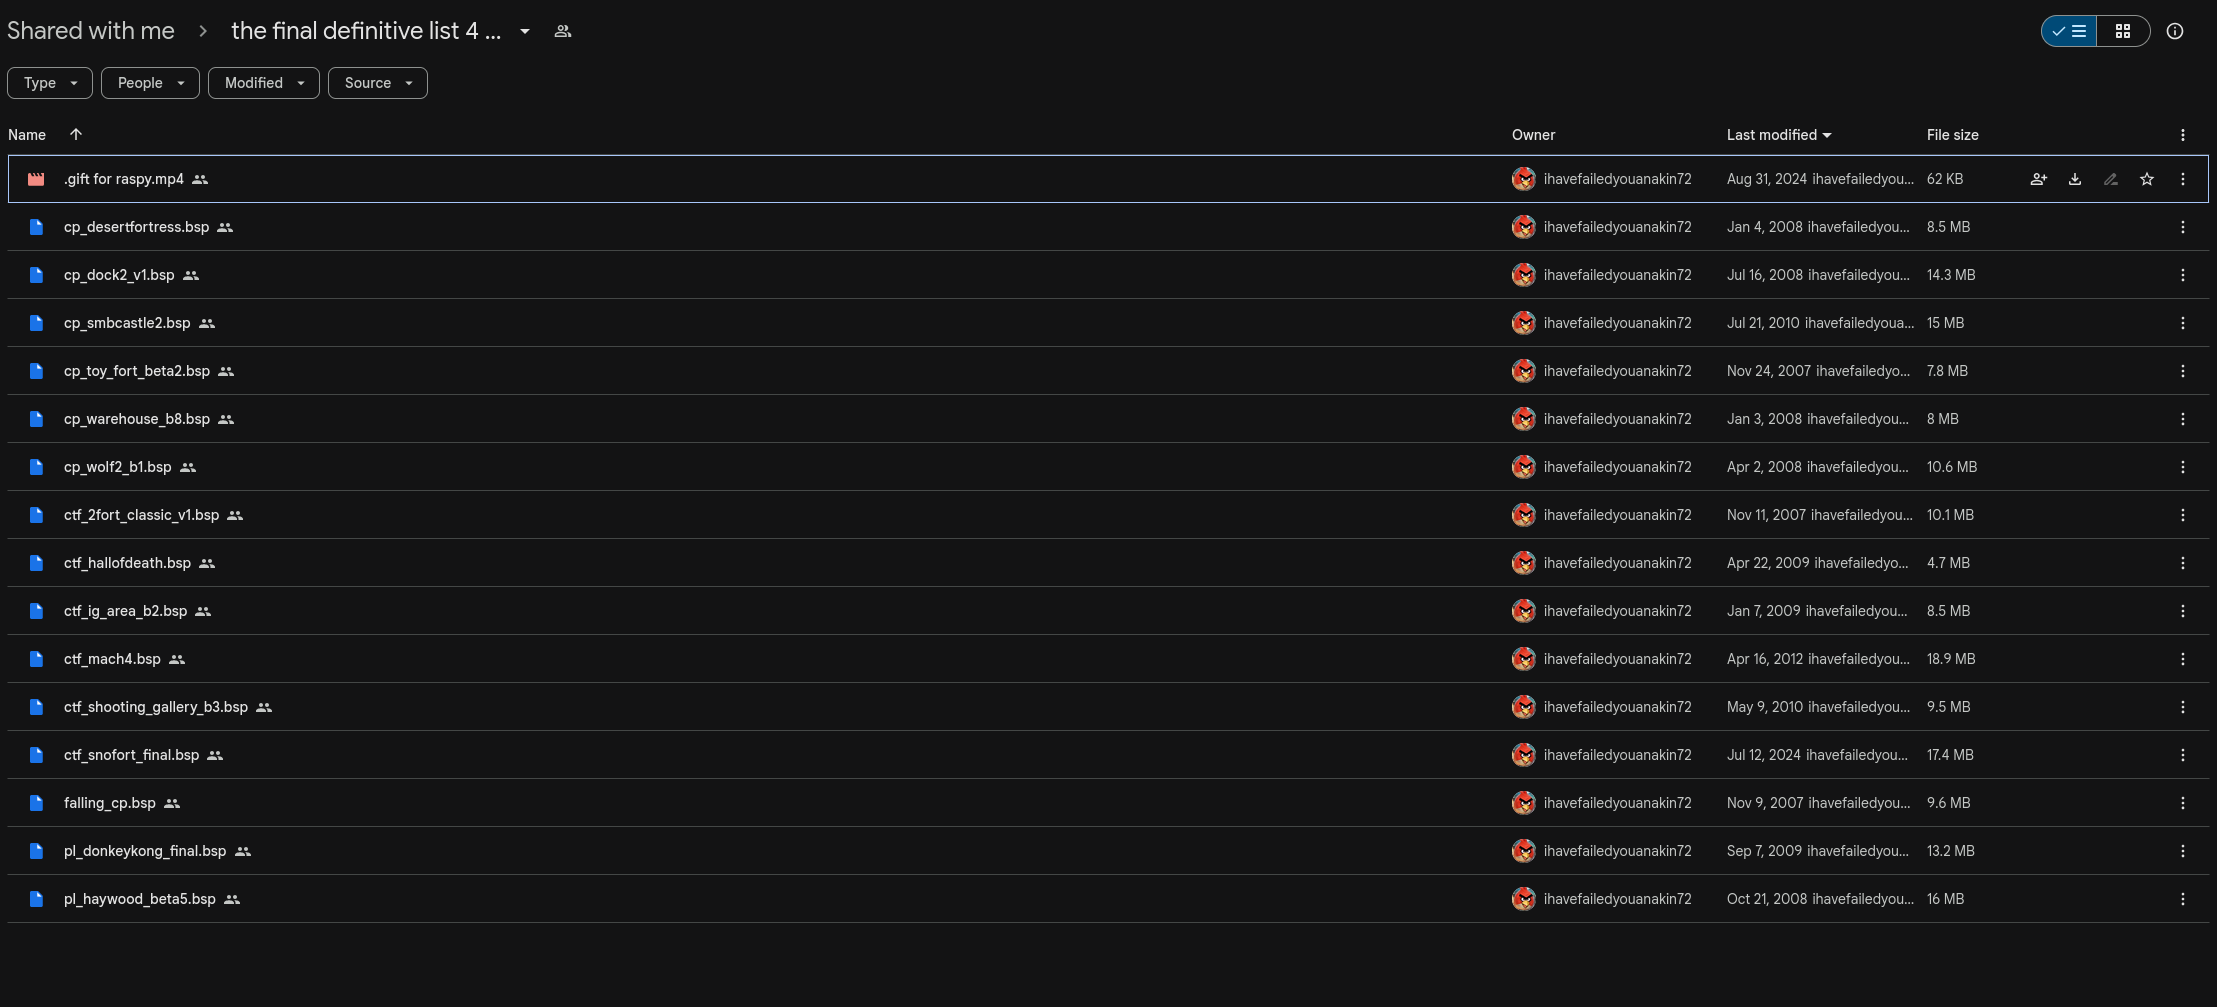 Shared with me > the final definitive list 4 ...
Type People Modified Source
Name Owner Last modified File size
.gift for raspy.mp4 ihavefailedyouanakin72 Aug 31, 2024 ihavefailedyou... 62 KB
cp_desertfortress.bsp ihavefailedyouanakin72 Jan 4, 2008 ihavefailedyou... 8.5 MB
cp_dock2_v1.bsp ihavefailedyouanakin72 Jul 16, 2008 ihavefailedyou... 14.3 MB
cp_smbcastle2.bsp ihavefailedyouanakin72 Jul 21, 2010 ihavefailedyoua... 15 MB
cp_toy_fort_beta2.bsp ihavefailedyouanakin72 Nov 24, 2007 ihavefailedyo... 7.8 MB
cp_warehouse_b8.bsp ihavefailedyouanakin72 Jan 3, 2008 ihavefailedyou... 8 MB
cp_wolf2_b1.bsp ihavefailedyouanakin72 Apr 2, 2008 ihavefailedyou... 10.6 MB
ctf_2fort_classic_v1.bsp ihavefailedyouanakin72 Nov 11, 2007 ihavefailedyou... 10.1 MB
ctf_hallofdeath.bsp ihavefailedyouanakin72 Apr 22, 2009 ihavefailedyo... 4.7 MB
ctf_ig_area_b2.bsp ihavefailedyouanakin72 Jan 7, 2009 ihavefailedyou... 8.5 MB
ctf_mach4.bsp ihavefailedyouanakin72 Apr 16, 2012 ihavefailedyou... 18.9 MB
ctf_shooting_gallery_b3.bsp ihavefailedyouanakin72 May 9, 2010 ihavefailedyou... 9.5 MB
ctf_snofort_final.bsp ihavefailedyouanakin72 Jul 12, 2024 ihavefailedyou... 17.4 MB
falling_cp.bsp ihavefailedyouanakin72 Nov 9, 2007 ihavefailedyou... 9.6 MB
pl_donkeykong_final.bsp ihavefailedyouanakin72 Sep 7, 2009 ihavefailedyou... 13.2 MB
pl_haywood_beta5.bsp ihavefailedyouanakin72 Oct 21, 2008 ihavefailedyou... 16 MB